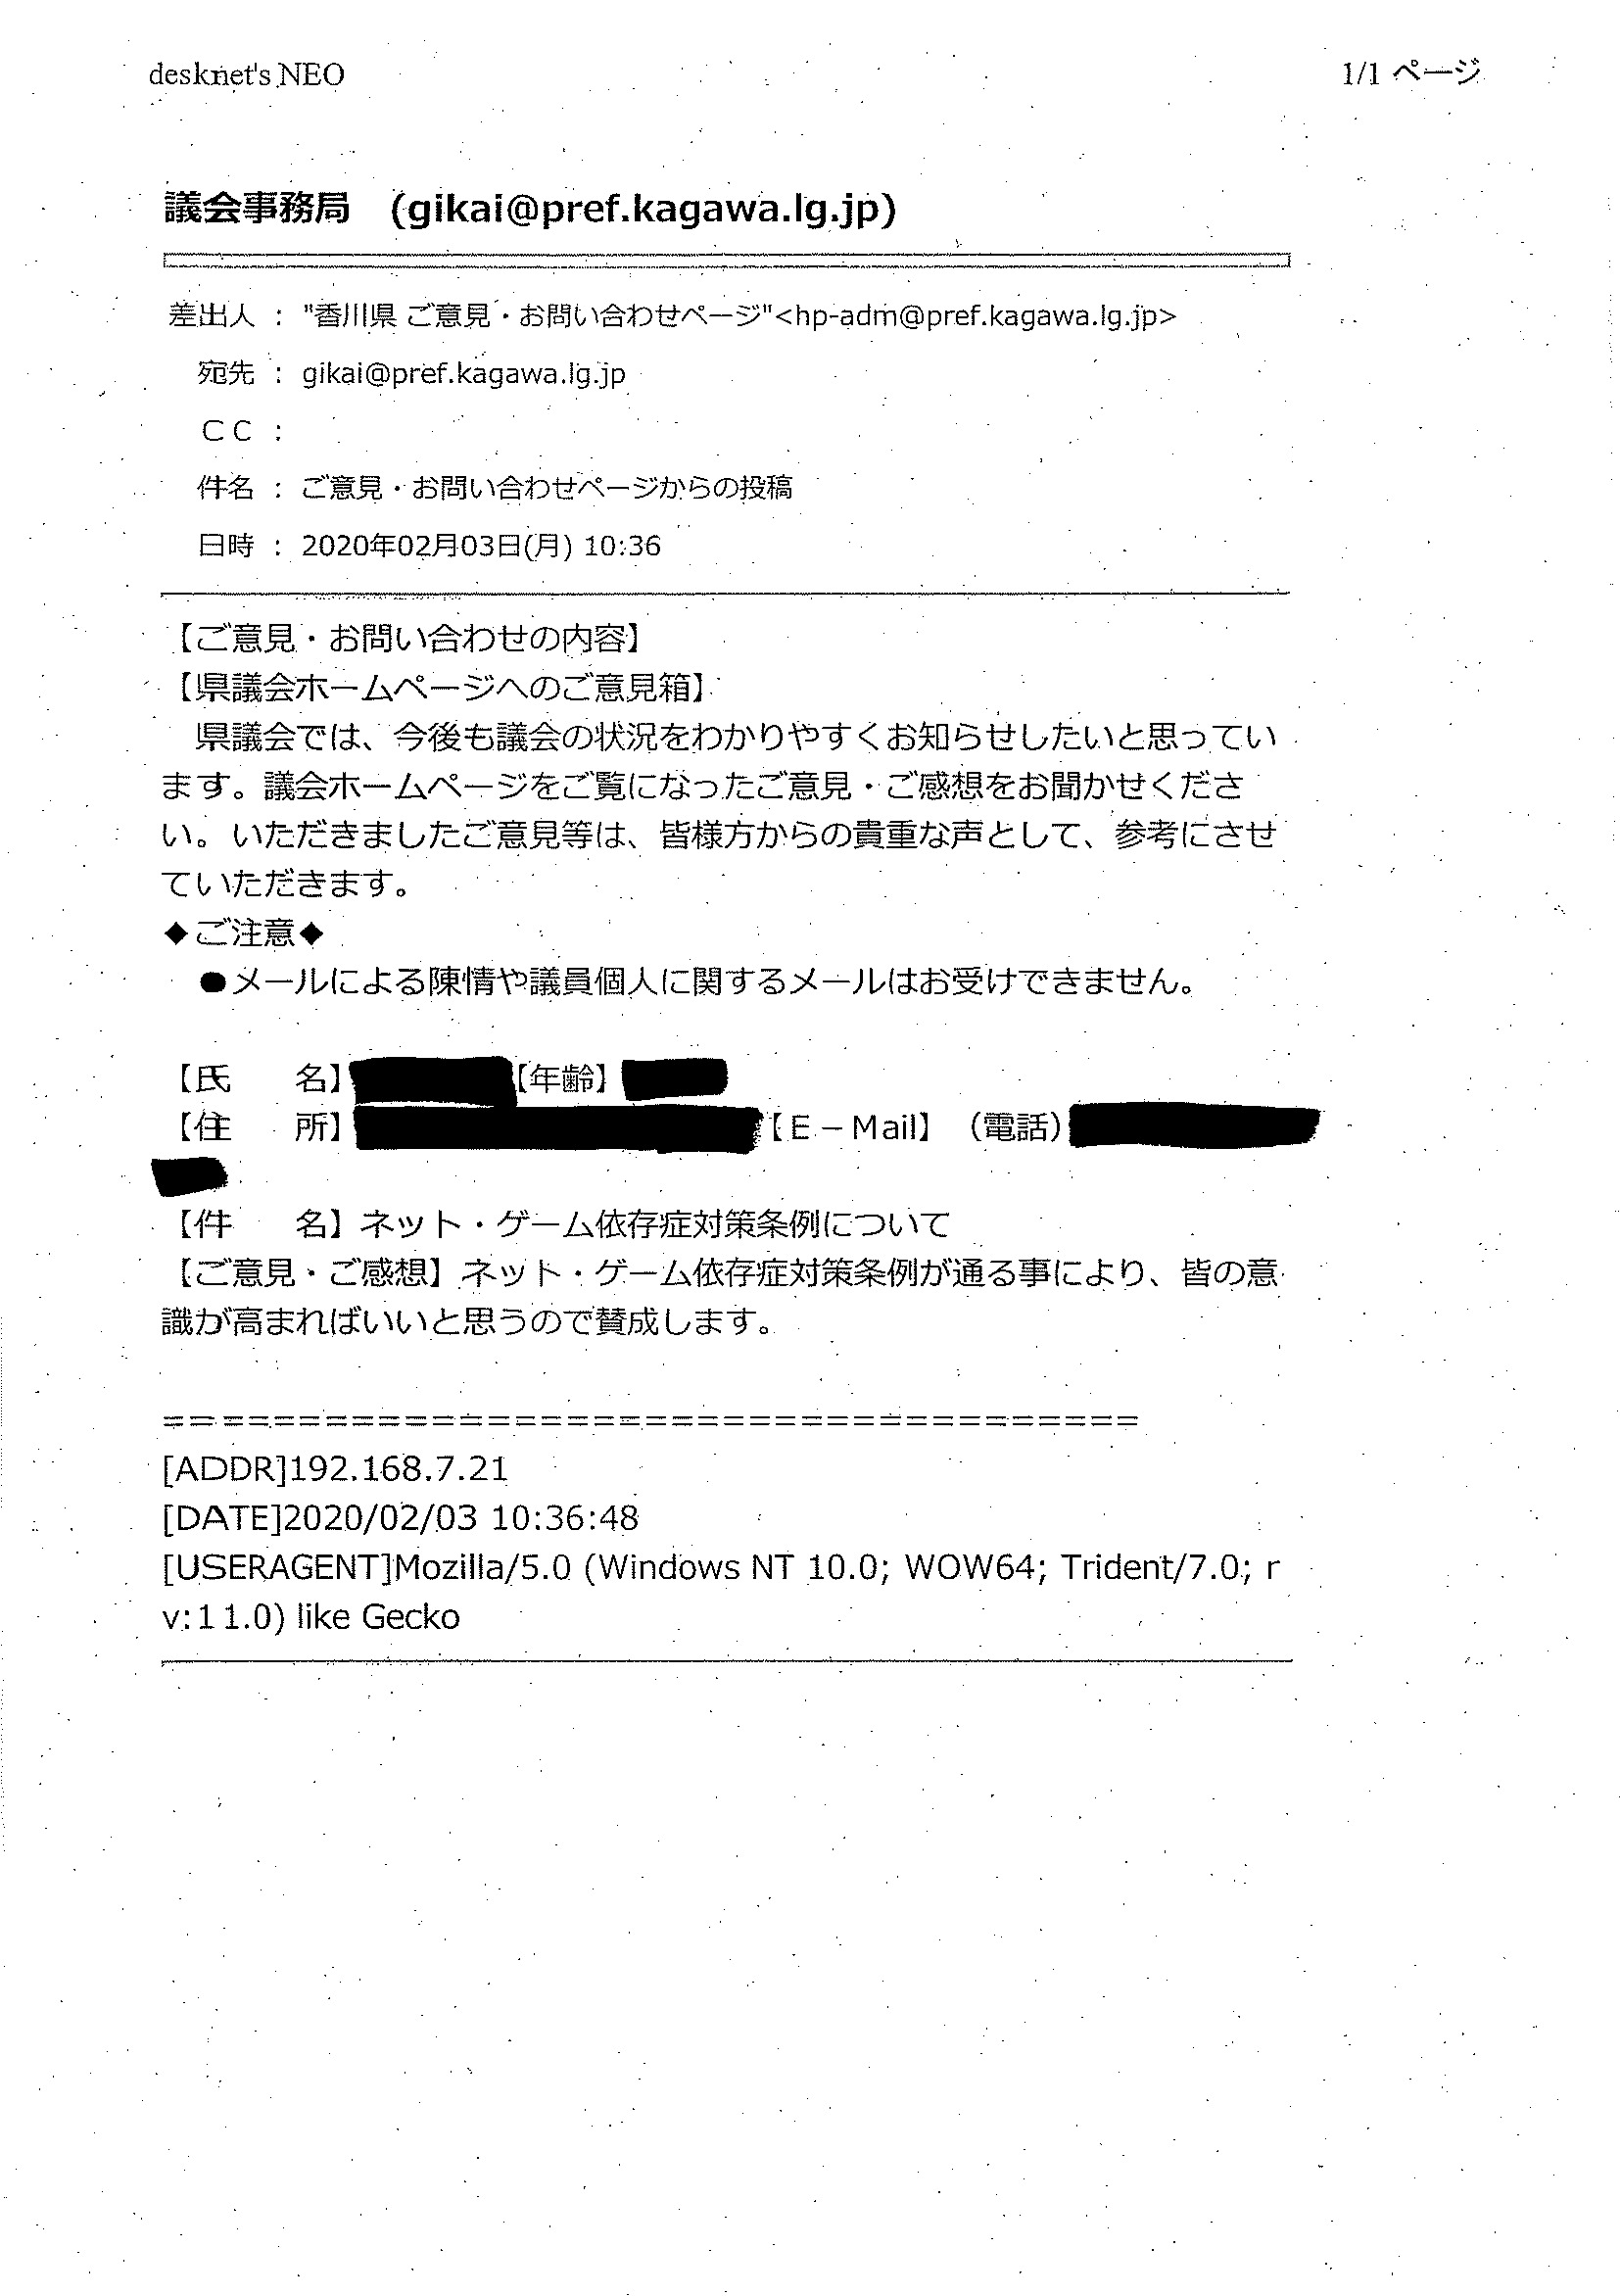 desknet's NEO
1/1 ページ
議会事務局　(gikai@pref.kagawa.lg.jp)
差出人 : "香川県 ご意見・お問い合わせページ"<hp-adm@pref.kagawa.lg.jp>
宛先 : gikai@pref.kagawa.lg.jp
ＣＣ :
件名 : ご意見・お問い合わせページからの投稿
日時 : 2020年02月03日(月) 10:36
【ご意見・お問い合わせの内容】
【県議会ホームページへのご意見箱】
　県議会では、今後も議会の状況をわかりやすくお知らせしたいと思ってい
ます。議会ホームページをご覧になったご意見・ご感想をお聞かせくださ
い。いただきましたご意見等は、皆様方からの貴重な声として、参考にさせ
ていただきます。
◆ご注意◆
　●メールによる陳情や議員個人に関するメールはお受けできません。
【氏　　名】【年齢】
【住　　所】【Ｅ－Mail】（電話）
【件　　名】ネット・ゲーム依存症対策条例について
【ご意見・ご感想】ネット・ゲーム依存症対策条例が通る事により、皆の意
識が高まればいいと思うので賛成します。
=====================================
[ADDR]192.168.7.21
[DATE]2020/02/03 10:36:48
[USERAGENT]Mozilla/5.0 (Windows NT 10.0; WOW64; Trident/7.0; r
v:11.0) like Gecko